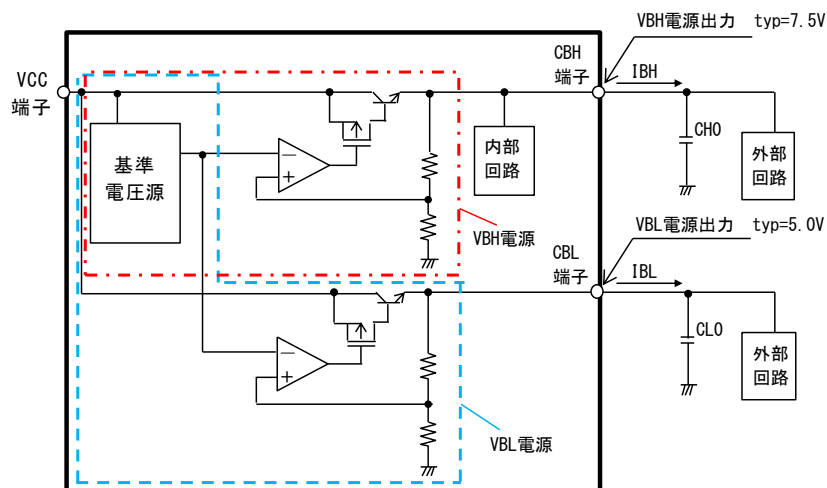 VBH電源出力 typ=7.5V
VCC
端子
CBH
端子
IBH
基準
電圧源
−
+
内部
回路
CHO
外部
回路
VBH電源
VBL電源出力 typ=5.0V
CBL
端子
IBL
−
+
CLO
外部
回路
VBL電源